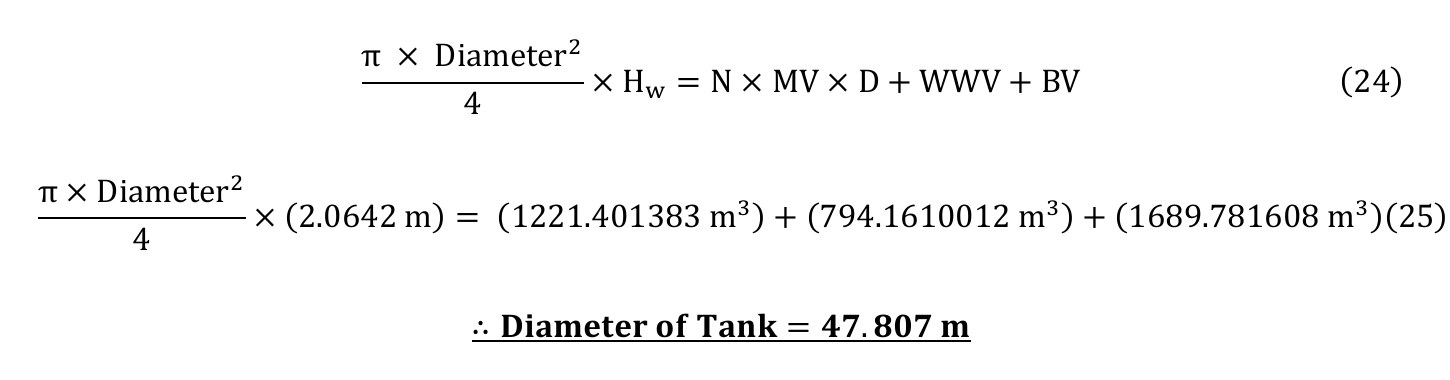 π × Diameter²/4 × H_w = N × MV × D + WWV + BV (24)
π × Diameter²/4 × (2.0642 m) = (1221.401383 m³) + (794.1610012 m³) + (1689.781608 m³)(25)
∴ Diameter of Tank = 47.807 m